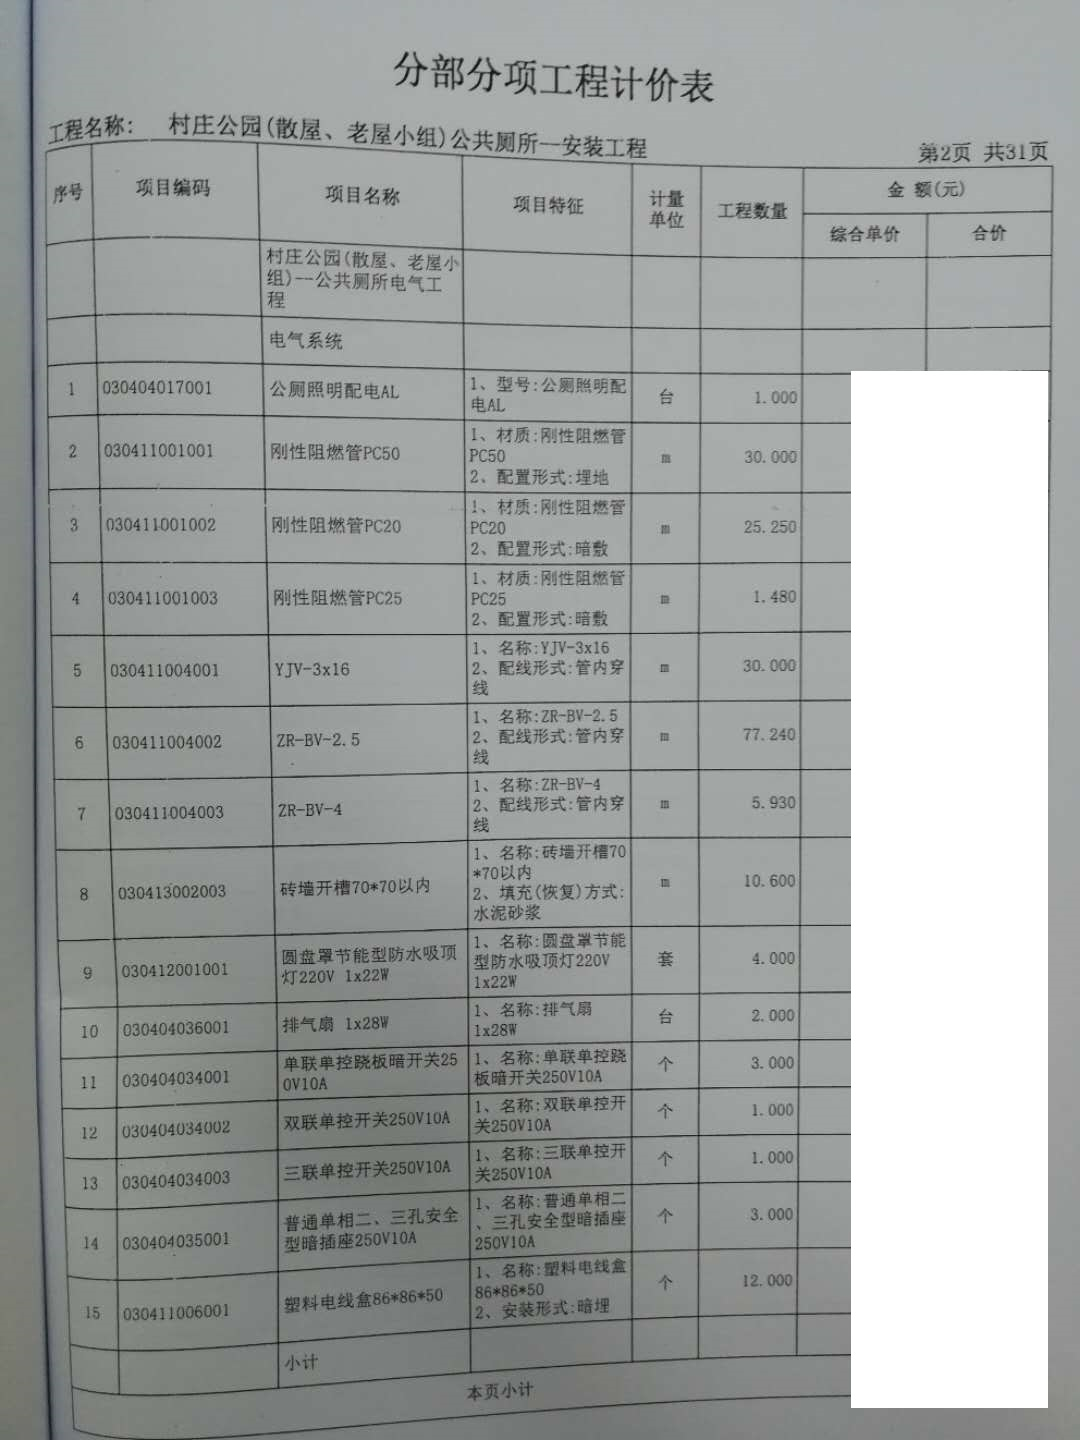 分部分项工程计价表
工程名称: 村庄公园(散屋、老屋小组)公共厕所--安装工程 第2页 共31页
序号 项目编码 项目名称 项目特征 计量单位 工程数量 金 额(元)
综合单价 合价
村庄公园(散屋、老屋小
组)--公共厕所电气工
程
电气系统
1 030404017001 公厕照明配电AL 1、型号:公厕照明配 台 1.000
电AL
2 030411001001 刚性阻燃管PC50 1、材质:刚性阻燃管 m 30.000
PC50
2、配置形式:埋地
3 030411001002 刚性阻燃管PC20 1、材质:刚性阻燃管 m 25.250
PC20
2、配置形式:暗敷
4 030411001003 刚性阻燃管PC25 1、材质:刚性阻燃管 m 1.480
PC25
2、配置形式:暗敷
5 030411004001 YJV-3x16 1、名称:YJV-3x16 m 30.000
2、配线形式:管内穿
线
6 030411004002 ZR-BV-2.5 1、名称:ZR-BV-2.5 m 77.240
2、配线形式:管内穿
线
7 030411004003 ZR-BV-4 1、名称:ZR-BV-4 m 5.930
2、配线形式:管内穿
线
8 030413002003 砖墙开槽70*70以内 1、名称:砖墙开槽70 m 10.600
*70以内
2、填充(恢复)方式:
水泥砂浆
9 030412001001 圆盘罩节能型防水吸顶 1、名称:圆盘罩节能 套 4.000
灯220V 1x22W 型防水吸顶灯220V
1x22W
10 030404036001 排气扇 1x28W 1、名称:排气扇 台 2.000
1x28W
11 030404034001 单联单控跷板暗开关25 1、名称:单联单控跷 个 3.000
0V10A 板暗开关250V10A
12 030404034002 双联单控开关250V10A 1、名称:双联单控开 个 1.000
关250V10A
13 030404034003 三联单控开关250V10A 1、名称:三联单控开 个 1.000
关250V10A
14 030404035001 普通单相二、三孔安全 1、名称:普通单相二 个 3.000
型暗插座250V10A 、三孔安全型暗插座
250V10A
15 030411006001 塑料电线盒86*86*50 1、名称:塑料电线盒 个 12.000
86*86*50
2、安装形式:暗埋
小计
本页小计